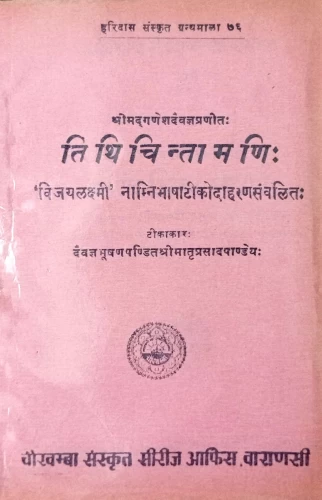 हरिदास संस्कृत ग्रन्थमाला ७६
श्रीमद्गणेशदैवज्ञप्रणीतः
तिथिचिन्तामणिः
'विजयलक्ष्मी' नाम्निभाषाटीकोदाहरणसंवलितः
टीकाकारः
दैवज्ञभूषणपण्डितश्रीमातृप्रसादपाण्डेयः
चौखम्बा संस्कृत सीरीज आफिस, वाराणसी